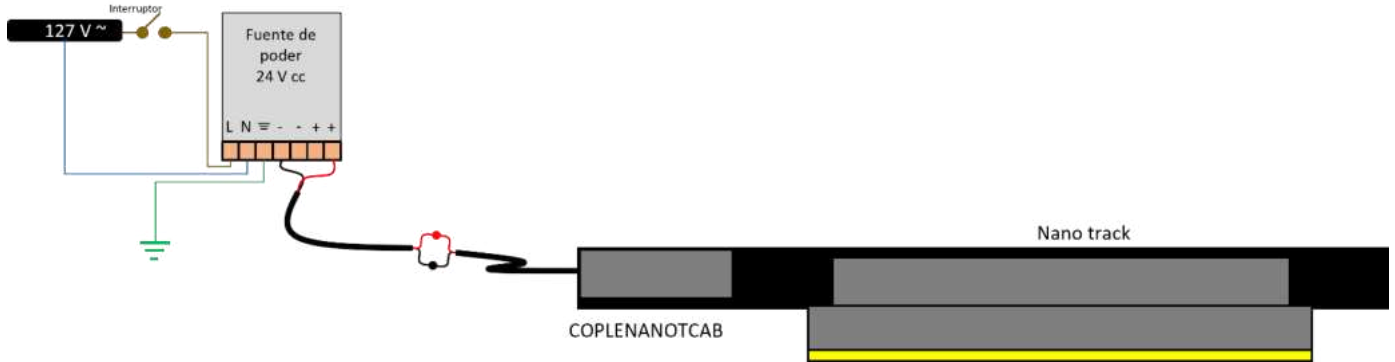 Interruptor
127 V ~
Fuente de
poder
24 V cc
L N ⏚ - - + +
Nano track
COPLENANOTCAB